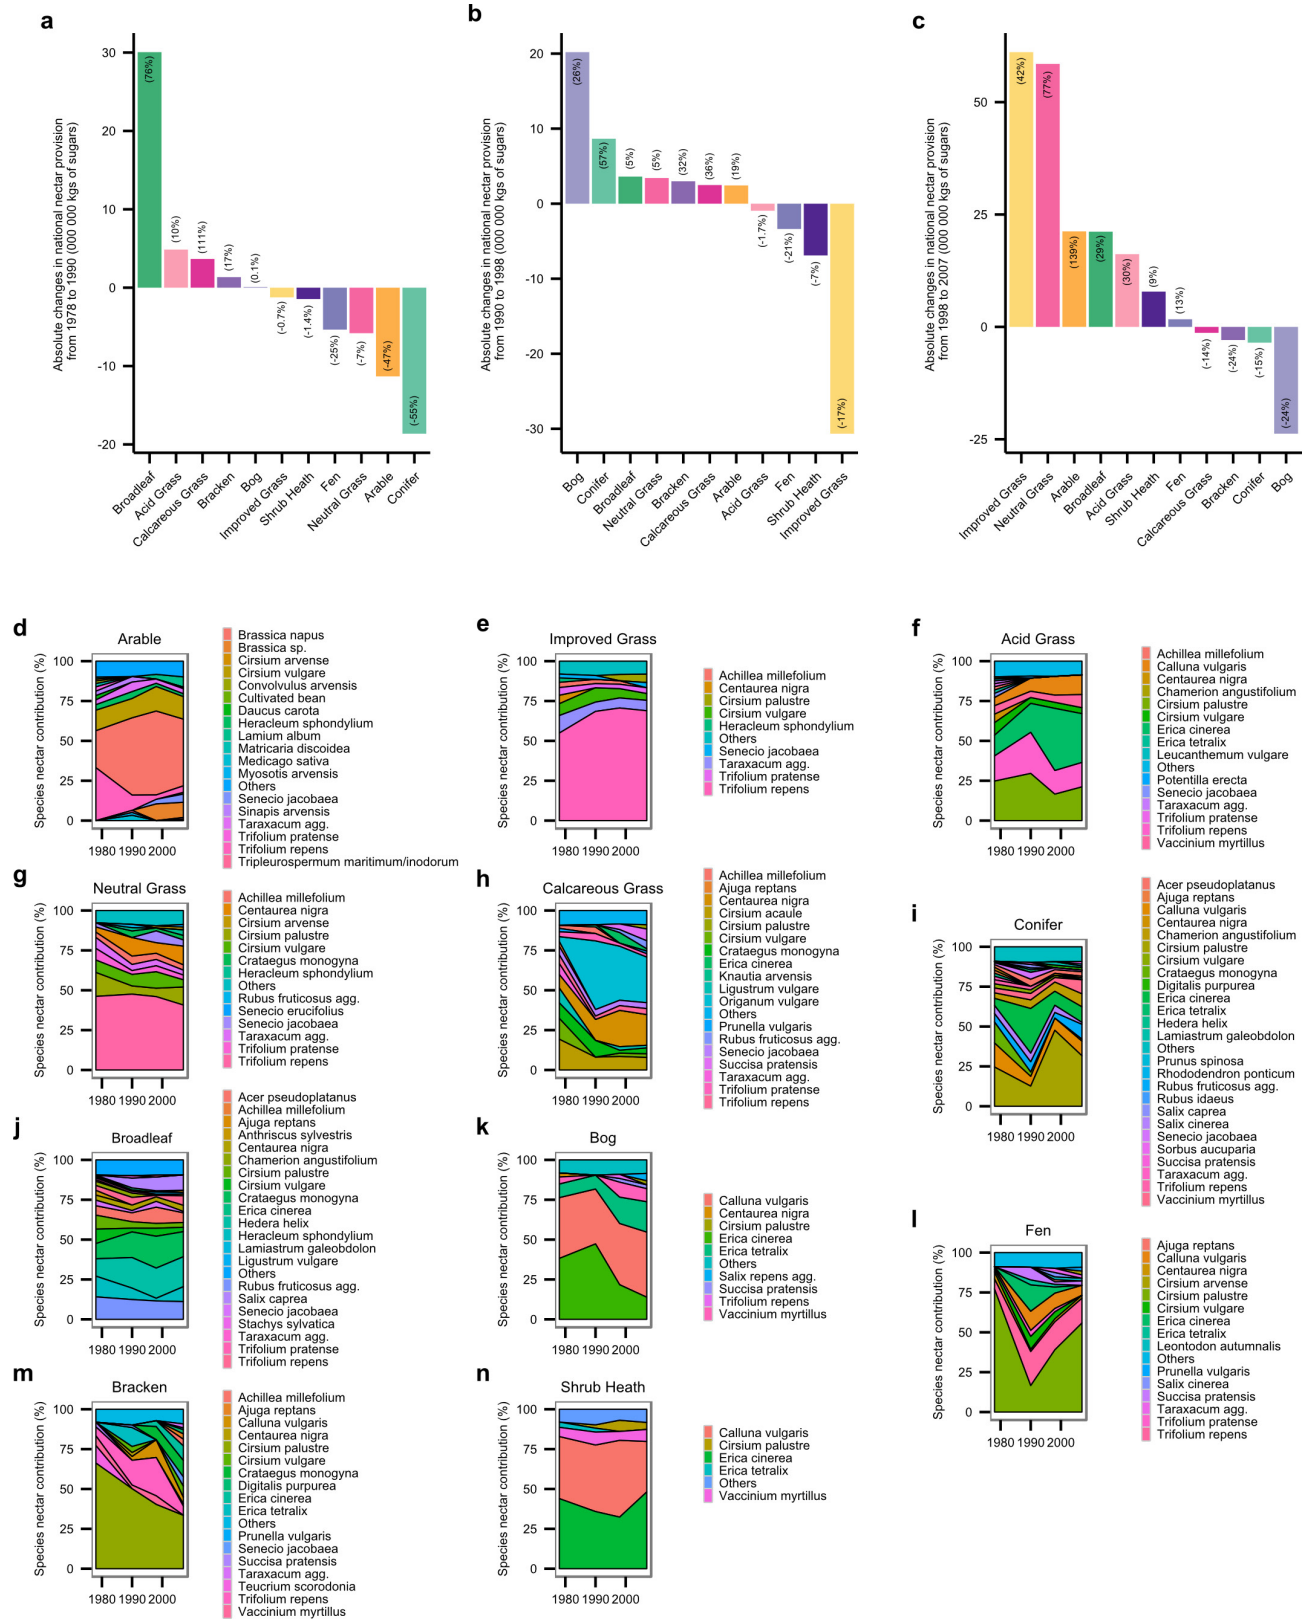 a
Absolute changes in national nectar provision
from 1978 to 1990 (000 000 kgs of sugars)
30
20
10
0
-10
-20
(76%)
(10%)
(111%)
(17%)
(0.1%)
(-0.7%)
(-1.4%)
(-25%)
(-7%)
(-47%)
(-55%)
Broadleaf
Acid Grass
Calcareous Grass
Bracken
Bog
Improved Grass
Shrub Heath
Fen
Neutral Grass
Arable
Conifer
b
Absolute changes in national nectar provision
from 1990 to 1998 (000 000 kgs of sugars)
20
10
0
-10
-20
-30
(26%)
(57%)
(5%)
(5%)
(32%)
(36%)
(19%)
(-1.7%)
(-21%)
(-7%)
(-17%)
Bog
Conifer
Broadleaf
Neutral Grass
Bracken
Calcareous Grass
Arable
Acid Grass
Fen
Shrub Heath
Improved Grass
c
Absolute changes in national nectar provision
from 1998 to 2007 (000 000 kgs of sugars)
50
25
0
-25
(42%)
(77%)
(139%)
(29%)
(30%)
(9%)
(13%)
(-14%)
(-24%)
(-15%)
(-24%)
Improved Grass
Neutral Grass
Arable
Broadleaf
Acid Grass
Shrub Heath
Fen
Calcareous Grass
Bracken
Conifer
Bog
d
Arable
Species nectar contribution (%)
100
75
50
25
0
1980 1990 2000
Brassica napus
Brassica sp.
Cirsium arvense
Cirsium vulgare
Convolvulus arvensis
Cultivated bean
Daucus carota
Heracleum sphondylium
Lamium album
Matricaria discoidea
Medicago sativa
Myosotis arvensis
Others
Senecio jacobaea
Sinapis arvensis
Taraxacum agg.
Trifolium pratense
Trifolium repens
Tripleurospermum maritimum/inodorum
e
Improved Grass
Species nectar contribution (%)
100
75
50
25
0
1980 1990 2000
Achillea millefolium
Centaurea nigra
Cirsium palustre
Cirsium vulgare
Heracleum sphondylium
Others
Senecio jacobaea
Taraxacum agg.
Trifolium pratense
Trifolium repens
f
Acid Grass
Species nectar contribution (%)
100
75
50
25
0
1980 1990 2000
Achillea millefolium
Calluna vulgaris
Centaurea nigra
Chamerion angustifolium
Cirsium palustre
Cirsium vulgare
Erica cinerea
Erica tetralix
Leucanthemum vulgare
Others
Potentilla erecta
Senecio jacobaea
Taraxacum agg.
Trifolium pratense
Trifolium repens
Vaccinium myrtillus
g
Neutral Grass
Species nectar contribution (%)
100
75
50
25
0
1980 1990 2000
Achillea millefolium
Centaurea nigra
Cirsium arvense
Cirsium palustre
Cirsium vulgare
Crataegus monogyna
Heracleum sphondylium
Others
Rubus fruticosus agg.
Senecio erucifolius
Senecio jacobaea
Taraxacum agg.
Trifolium pratense
Trifolium repens
h
Calcareous Grass
Species nectar contribution (%)
100
75
50
25
0
1980 1990 2000
Achillea millefolium
Ajuga reptans
Centaurea nigra
Cirsium acaule
Cirsium palustre
Cirsium vulgare
Crataegus monogyna
Erica cinerea
Knautia arvensis
Ligustrum vulgare
Origanum vulgare
Others
Prunella vulgaris
Rubus fruticosus agg.
Senecio jacobaea
Succisa pratensis
Taraxacum agg.
Trifolium pratense
Trifolium repens
i
Conifer
Species nectar contribution (%)
100
75
50
25
0
1980 1990 2000
Acer pseudoplatanus
Ajuga reptans
Calluna vulgaris
Centaurea nigra
Chamerion angustifolium
Cirsium palustre
Cirsium vulgare
Crataegus monogyna
Digitalis purpurea
Erica cinerea
Erica tetralix
Hedera helix
Lamiastrum galeobdolon
Others
Prunus spinosa
Rhododendron ponticum
Rubus fruticosus agg.
Rubus idaeus
Salix caprea
Salix cinerea
Senecio jacobaea
Sorbus aucuparia
Succisa pratensis
Taraxacum agg.
Trifolium repens
Vaccinium myrtillus
j
Broadleaf
Species nectar contribution (%)
100
75
50
25
0
1980 1990 2000
Acer pseudoplatanus
Achillea millefolium
Ajuga reptans
Anthriscus sylvestris
Centaurea nigra
Chamerion angustifolium
Cirsium palustre
Cirsium vulgare
Crataegus monogyna
Erica cinerea
Hedera helix
Heracleum sphondylium
Lamiastrum galeobdolon
Ligustrum vulgare
Others
Rubus fruticosus agg.
Salix caprea
Senecio jacobaea
Stachys sylvatica
Taraxacum agg.
Trifolium pratense
Trifolium repens
k
Bog
Species nectar contribution (%)
100
75
50
25
0
1980 1990 2000
Calluna vulgaris
Centaurea nigra
Cirsium palustre
Erica cinerea
Erica tetralix
Others
Salix repens agg.
Succisa pratensis
Trifolium repens
Vaccinium myrtillus
l
Fen
Species nectar contribution (%)
100
75
50
25
0
1980 1990 2000
Ajuga reptans
Calluna vulgaris
Centaurea nigra
Cirsium arvense
Cirsium palustre
Cirsium vulgare
Erica cinerea
Erica tetralix
Leontodon autumnalis
Others
Prunella vulgaris
Salix cinerea
Succisa pratensis
Taraxacum agg.
Trifolium pratense
Trifolium repens
m
Bracken
Species nectar contribution (%)
100
75
50
25
0
1980 1990 2000
Achillea millefolium
Ajuga reptans
Calluna vulgaris
Centaurea nigra
Cirsium palustre
Cirsium vulgare
Crataegus monogyna
Digitalis purpurea
Erica cinerea
Erica tetralix
Others
Prunella vulgaris
Senecio jacobaea
Succisa pratensis
Taraxacum agg.
Teucrium scorodonia
Trifolium repens
Vaccinium myrtillus
n
Shrub Heath
Species nectar contribution (%)
100
75
50
25
0
1980 1990 2000
Calluna vulgaris
Cirsium palustre
Erica cinerea
Erica tetralix
Others
Vaccinium myrtillus